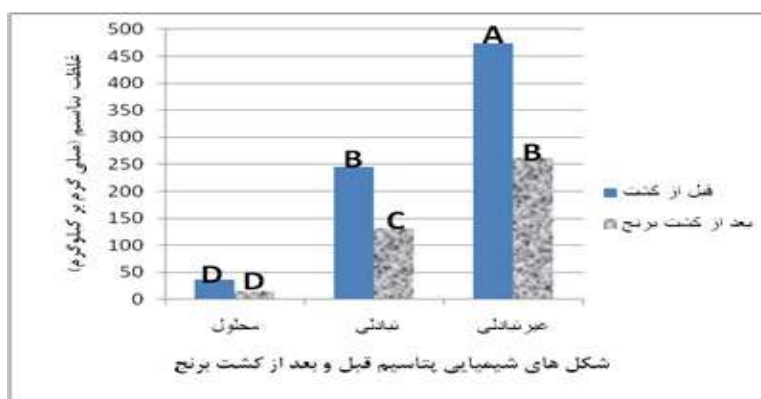 غلظت پتاسیم (میلی گرم بر کیلوگرم)
500
450
400
350
300
250
200
150
100
50
0
A
B
B
C
D
D
محلول
تبادلی
غیرتبادلی
قبل از کشت
بعد از کشت برنج
شکل های شیمیایی پتاسیم قبل و بعد از کشت برنج